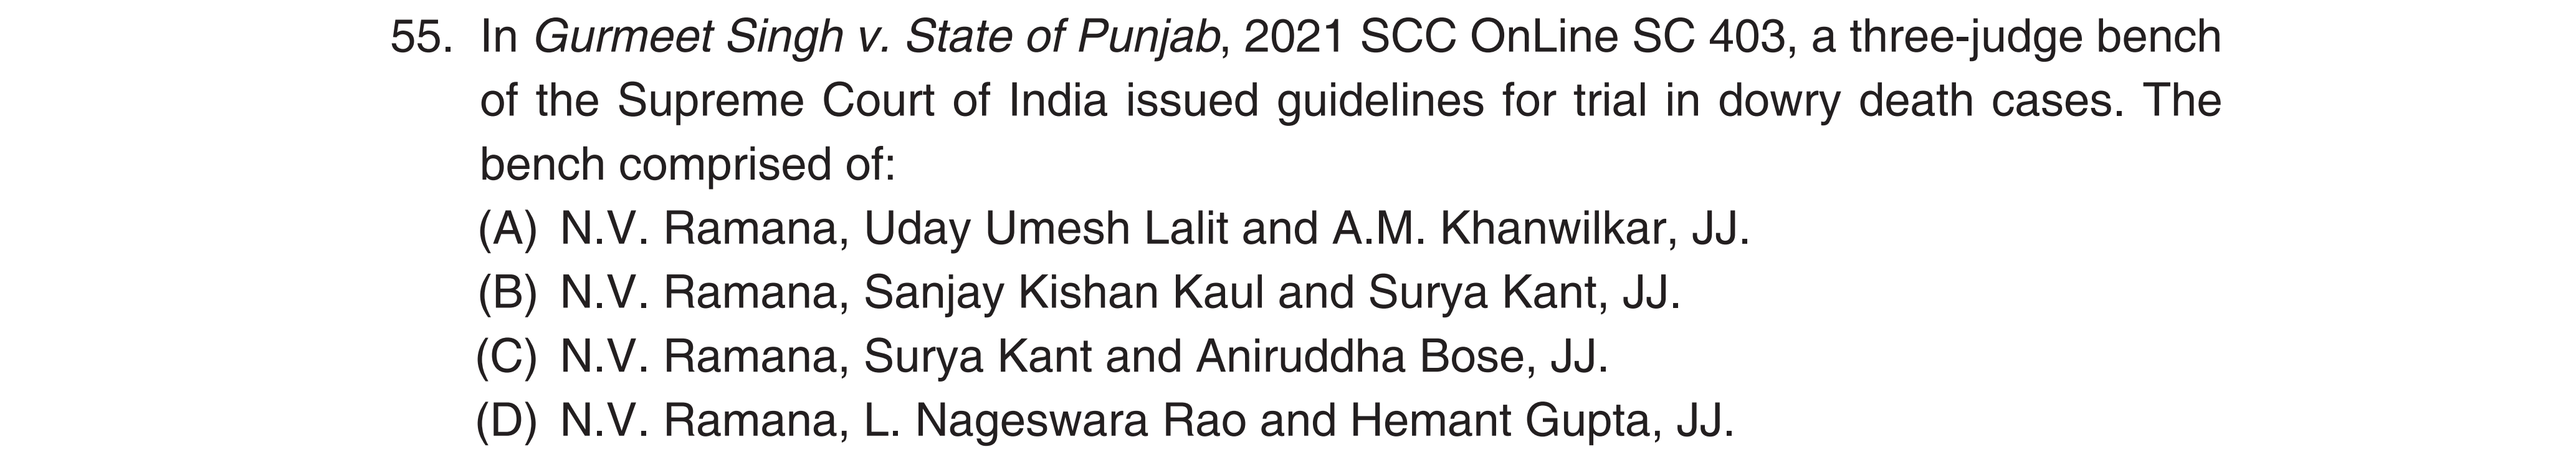 55. In Gurmeet Singh v. State of Punjab, 2021 SCC OnLine SC 403, a three-judge bench
of the Supreme Court of India issued guidelines for trial in dowry death cases. The
bench comprised of:
(A) N.V. Ramana, Uday Umesh Lalit and A.M. Khanwilkar, JJ.
(B) N.V. Ramana, Sanjay Kishan Kaul and Surya Kant, JJ.
(C) N.V. Ramana, Surya Kant and Aniruddha Bose, JJ.
(D) N.V. Ramana, L. Nageswara Rao and Hemant Gupta, JJ.